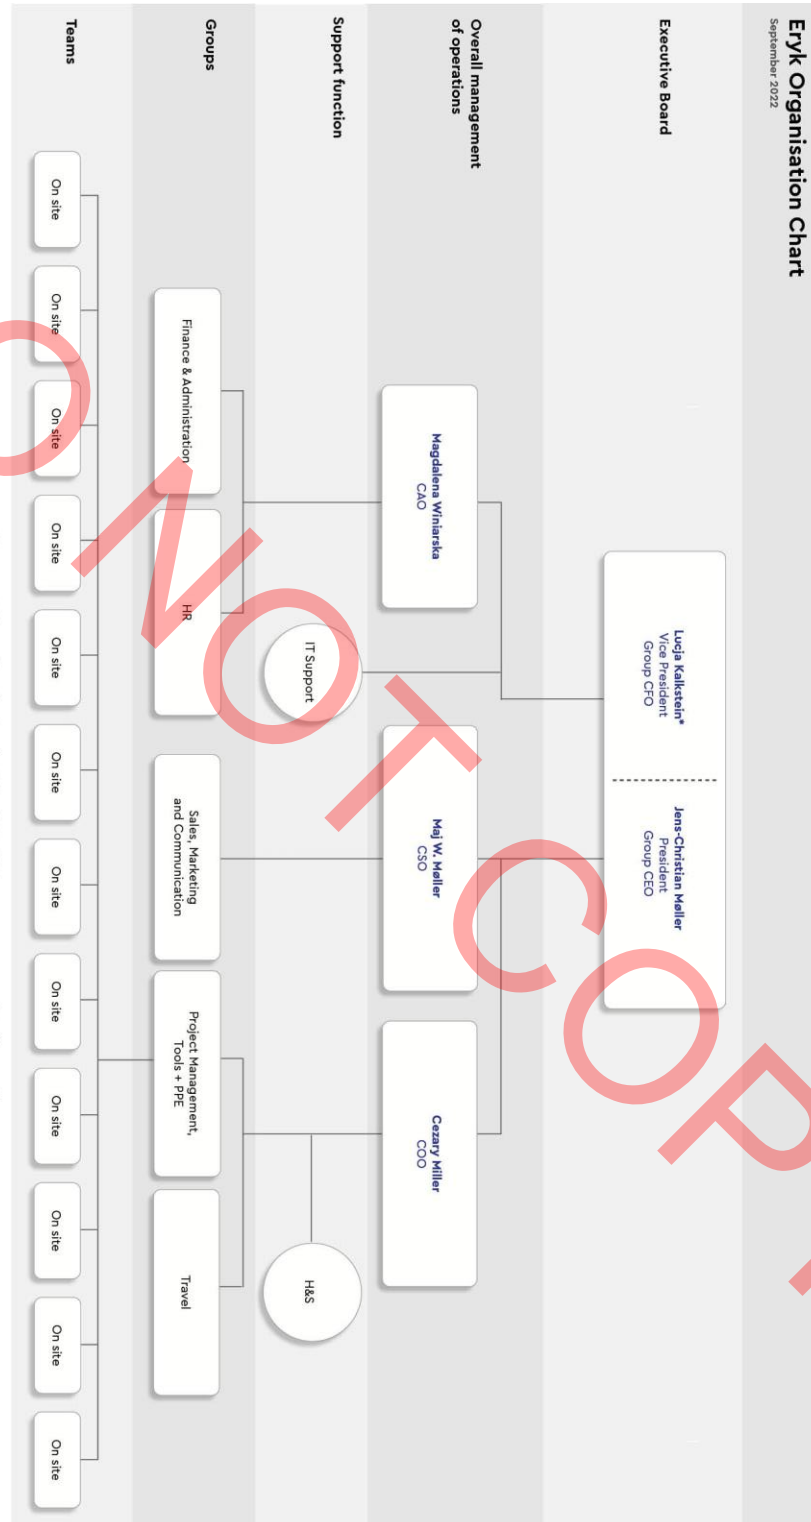 Eryk Organisation Chart
September 2022
Executive Board
Lucja Kalkstein*
Vice President
Group CFO
Jens-Christian Møller
President
Group CEO
Overall management
of operations
Magdalena Winiarska
CAO
Maj W. Møller
CSO
Cezary Miller
COO
Support function
IT Support
H&S
Groups
Finance & Administration
HR
Sales, Marketing
and Communication
Project Management,
Tools + PPE
Travel
Teams
On site
On site
On site
On site
On site
On site
On site
On site
On site
On site
On site
On site